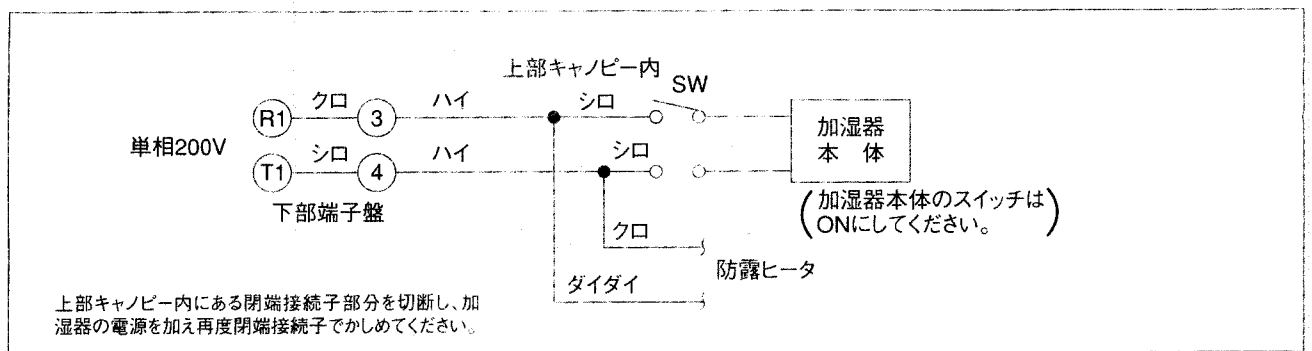 上部キャノピー内
SW
R1 クロ 3 ハイ シロ
単相200V
加湿器
本 体
T1 シロ 4 ハイ シロ
下部端子盤
(加湿器本体のスイッチは
ONにしてください。)
クロ
防露ヒータ
ダイダイ
上部キャノピー内にある閉端接続子部分を切断し、加
湿器の電源を加え再度閉端接続子でかしめてください。